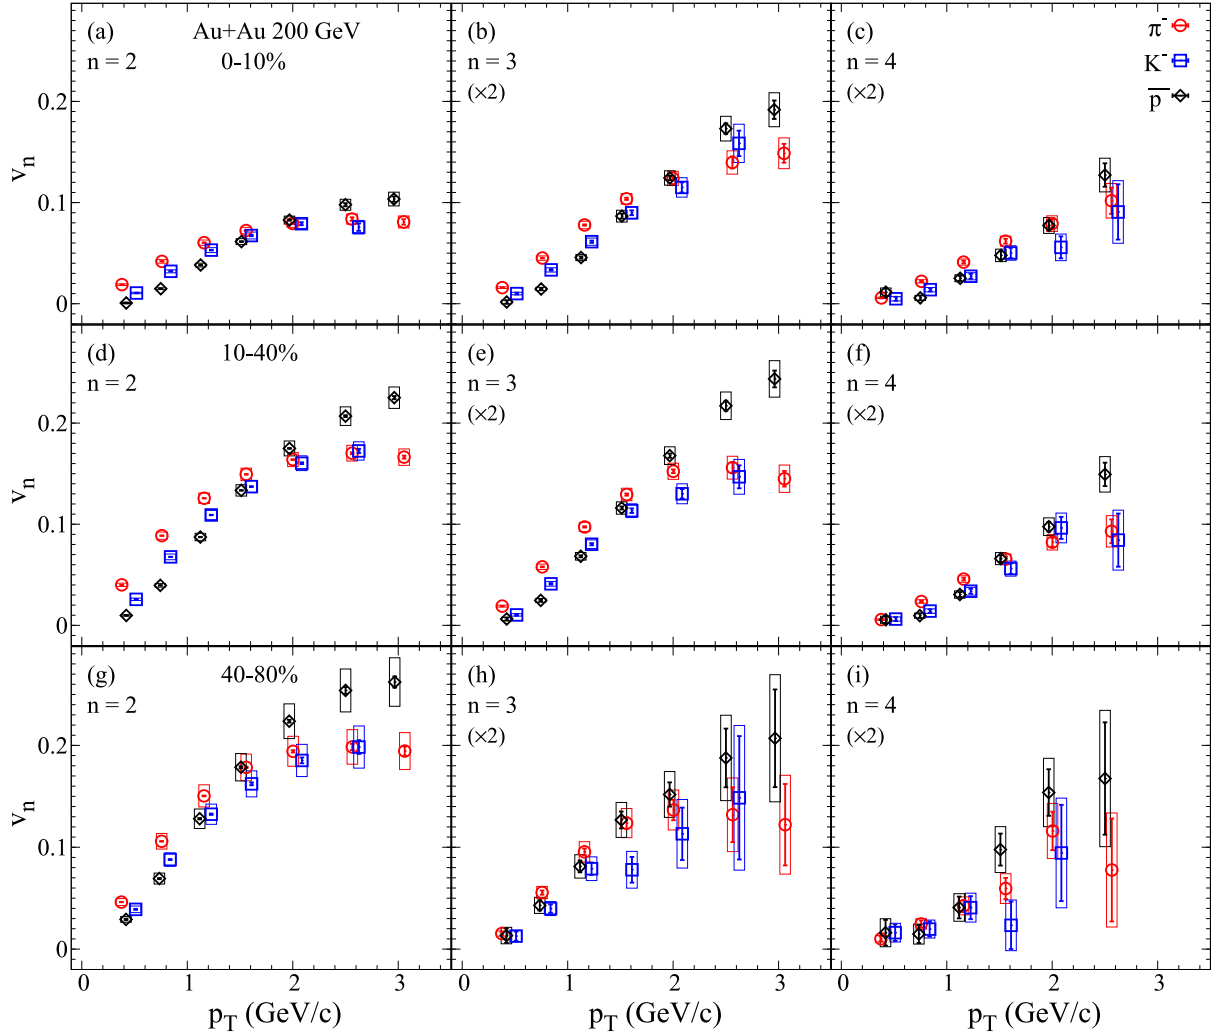 (a) Au+Au 200 GeV
n = 2 0-10%
(b)
n = 3
(×2)
(c)
n = 4
(×2)
π⁻
K⁻
p̅
vₙ
0.2
0.1
0
(d) 10-40%
n = 2
(e)
n = 3
(×2)
(f)
n = 4
(×2)
vₙ
0.2
0.1
0
(g) 40-80%
n = 2
(h)
n = 3
(×2)
(i)
n = 4
(×2)
vₙ
0.2
0.1
0
0 1 2 3 0 1 2 3 0 1 2 3
p_T (GeV/c) p_T (GeV/c) p_T (GeV/c)